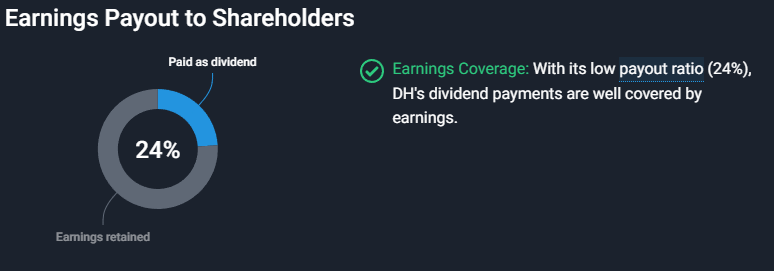 Earnings Payout to Shareholders
Paid as dividend
24%
Earnings retained
Earnings Coverage: With its low payout ratio (24%),
DH's dividend payments are well covered by
earnings.